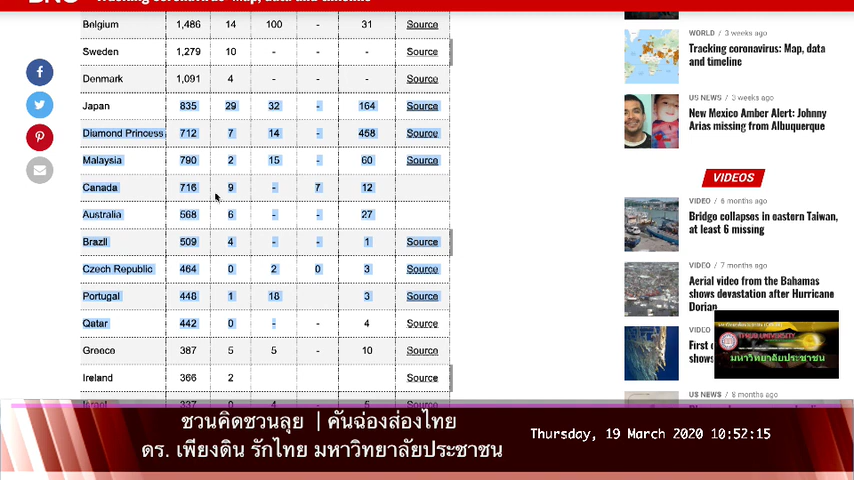 Belgium 1,486 14 100 - 31 Source
Sweden 1,279 10 - - - Source
Denmark 1,091 4 - - - Source
Japan 835 29 32 - 164 Source
Diamond Princess 712 7 14 - 458 Source
Malaysia 790 2 15 - 60 Source
Canada 716 9 - 7 12
Australia 568 6 - - 27
Brazil 509 4 - - 1 Source
Czech Republic 464 0 2 0 3 Source
Portugal 448 1 18 3 Source
Qatar 442 0 - - 4 Source
Greece 387 5 5 - 10 Source
Ireland 366 2 Source
WORLD / 3 weeks ago
Tracking coronavirus: Map, data
and timeline
US NEWS / 3 weeks ago
New Mexico Amber Alert: Johnny
Arias missing from Albuquerque
VIDEOS
VIDEO / 6 months ago
Bridge collapses in eastern Taiwan,
at least 6 missing
VIDEO / 7 months ago
Aerial video from the Bahamas
shows devastation after Hurricane
Dorian
VIDEO
First
shows
US NEWS / 8 months ago
มหาวิทยาลัยประชาชน
ชวนคิดชวนลุย | คันฉ่องส่องไทย
ดร. เพียงดิน รักไทย มหาวิทยาลัยประชาชน
Thursday, 19 March 2020 10:52:15